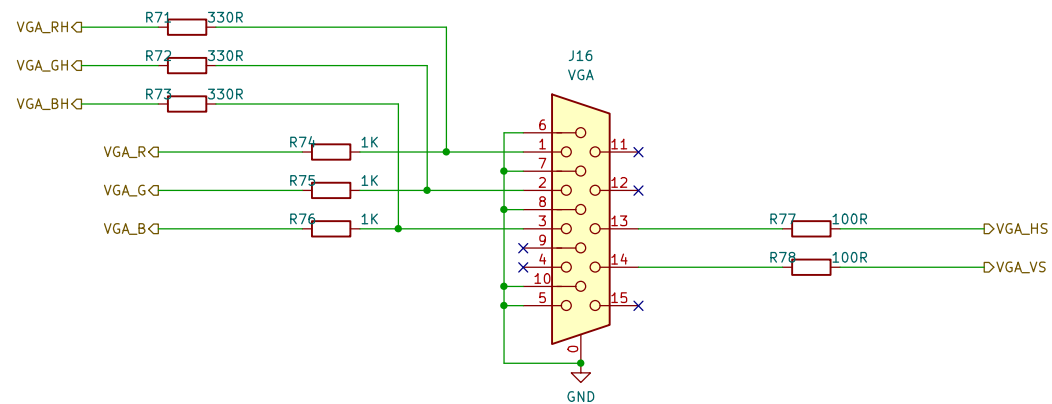 VGA_RH R71 330R
VGA_GH R72 330R
VGA_BH R73 330R
J16
VGA
VGA_R R74 1K
VGA_G R75 1K
VGA_B R76 1K
6
1 11
7
2 12
8
3 13 R77 100R VGA_HS
9
4 14 R78 100R VGA_VS
10
5 15
0
GND